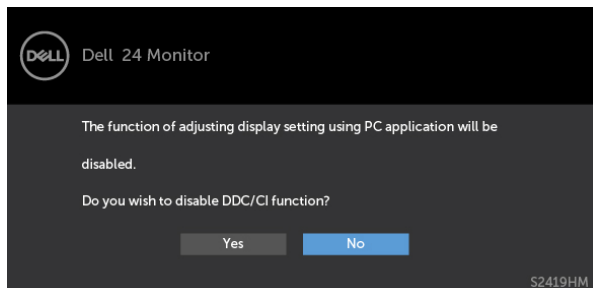 DELL
Dell 24 Monitor
The function of adjusting display setting using PC application will be
disabled.
Do you wish to disable DDC/CI function?
Yes
No
S2419HM